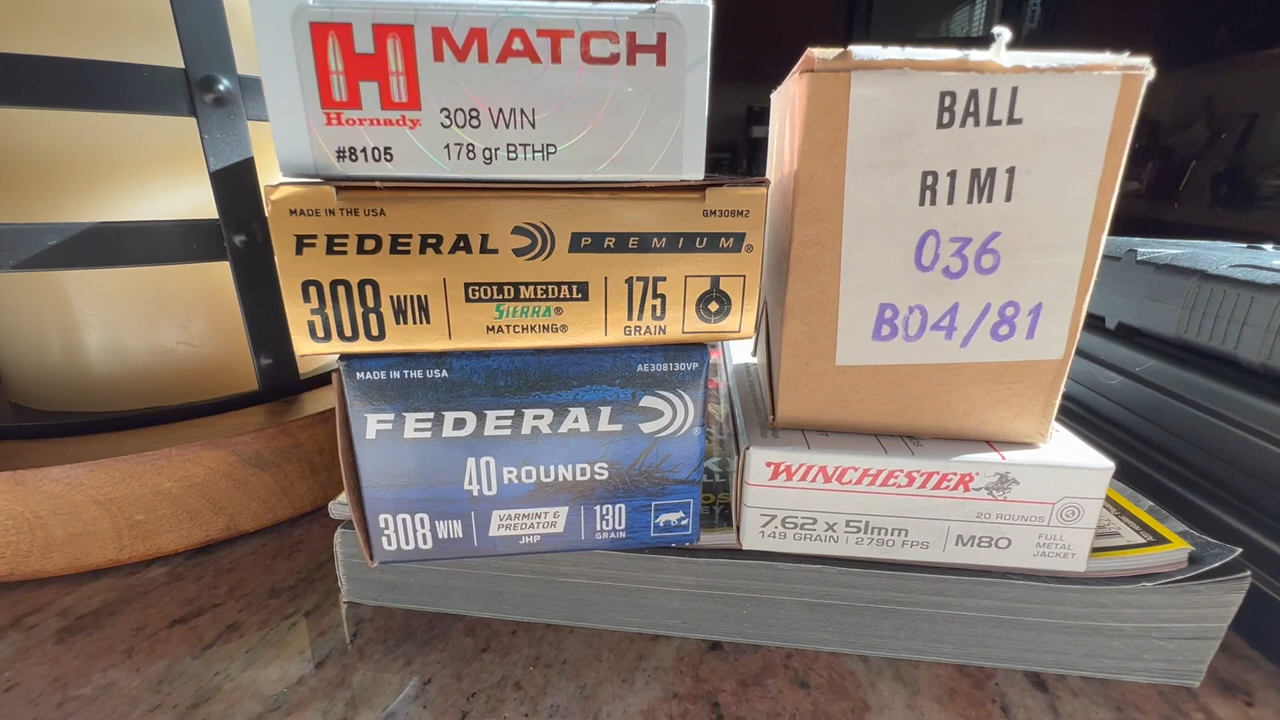 MATCH
Hornady.
308 WIN
#8105
178 gr BTHP
MADE IN THE USA
GM308M2
FEDERAL PREMIUM®
308 WIN
GOLD MEDAL
SIERRA®
MATCHKING®
175
GRAIN
MADE IN THE USA
AE308130VP
FEDERAL®
40 ROUNDS
308 WIN
VARMINT &
PREDATOR
JHP
130
GRAIN
BALL
R1M1
036
B04/81
WINCHESTER
20 ROUNDS
7.62 x 51mm
149 GRAIN | 2790 FPS
M80
FULL
METAL
JACKET